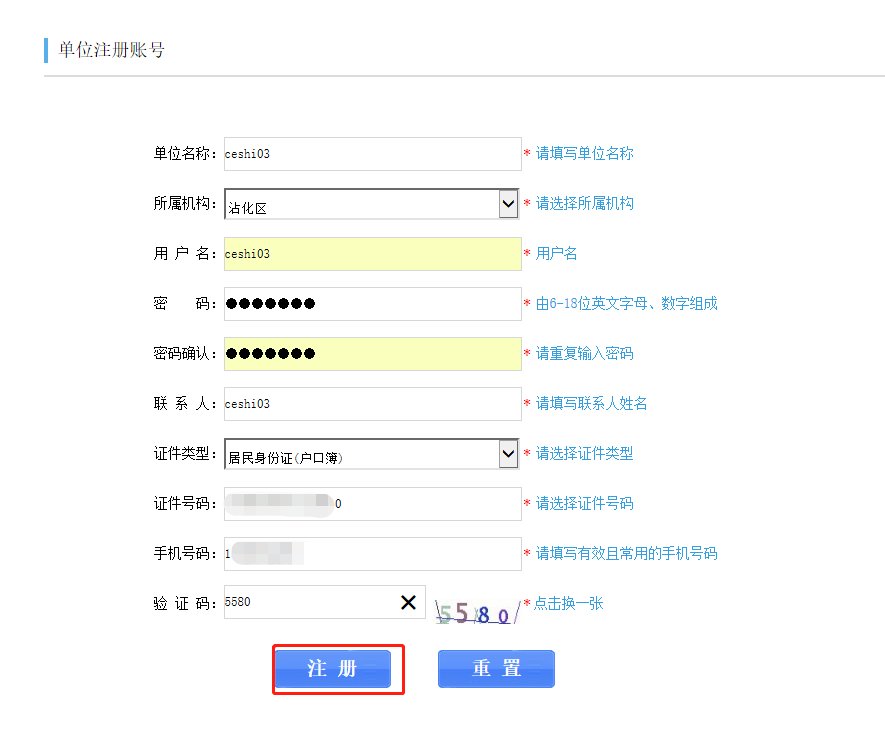 单位注册账号
单位名称： ceshi03 * 请填写单位名称
所属机构： 沾化区 * 请选择所属机构
用 户 名： ceshi03 * 用户名
密 码： ●●●●●●● * 由6-18位英文字母、数字组成
密码确认： ●●●●●●● * 请重复输入密码
联 系 人： ceshi03 * 请填写联系人姓名
证件类型： 居民身份证(户口簿) * 请选择证件类型
证件号码： 0 * 请选择证件号码
手机号码： 1 * 请填写有效且常用的手机号码
验 证 码： 5580 5580 * 点击换一张
注 册 重 置